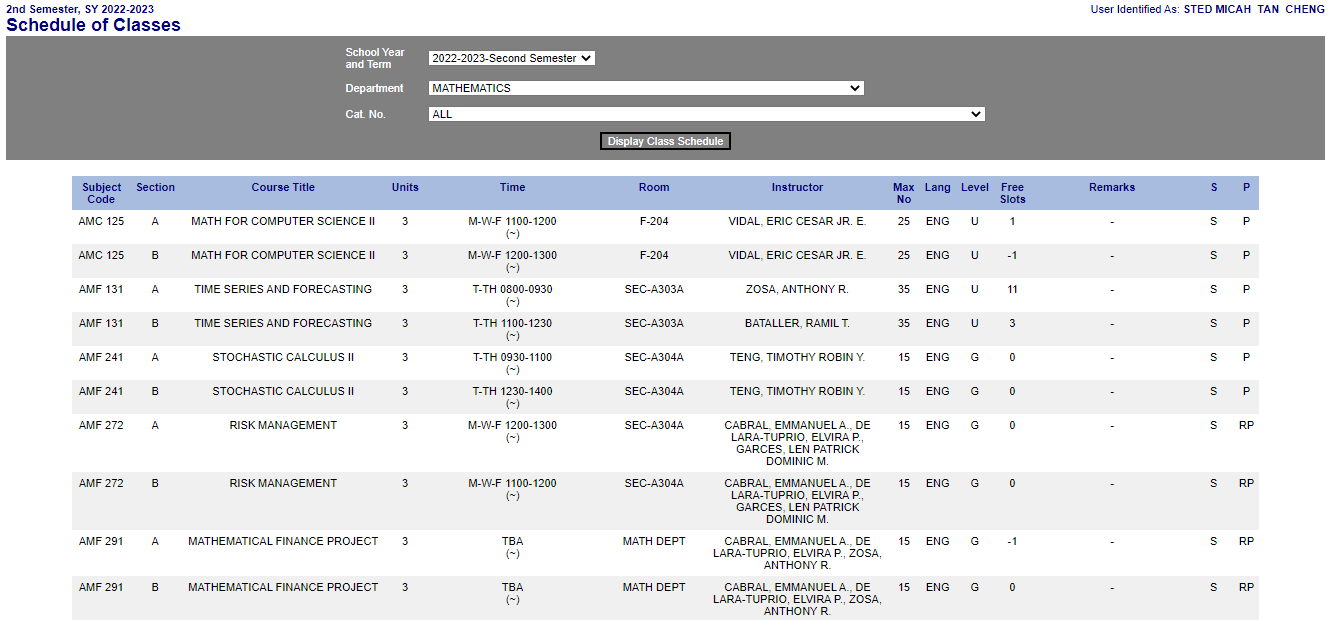 2nd Semester, SY 2022-2023
User Identified As: STED MICAH TAN CHENG
Schedule of Classes
School Year and Term 2022-2023-Second Semester
Department MATHEMATICS
Cat. No. ALL
Display Class Schedule
Subject Code Section Course Title Units Time Room Instructor Max No Lang Level Free Slots Remarks S P
AMC 125 A MATH FOR COMPUTER SCIENCE II 3 M-W-F 1100-1200 F-204 VIDAL, ERIC CESAR JR. E. 25 ENG U 1 - S P
(~)
AMC 125 B MATH FOR COMPUTER SCIENCE II 3 M-W-F 1200-1300 F-204 VIDAL, ERIC CESAR JR. E. 25 ENG U -1 - S P
(~)
AMF 131 A TIME SERIES AND FORECASTING 3 T-TH 0800-0930 SEC-A303A ZOSA, ANTHONY R. 35 ENG U 11 - S P
(~)
AMF 131 B TIME SERIES AND FORECASTING 3 T-TH 1100-1230 SEC-A303A BATALLER, RAMIL T. 35 ENG U 3 - S P
(~)
AMF 241 A STOCHASTIC CALCULUS II 3 T-TH 0930-1100 SEC-A304A TENG, TIMOTHY ROBIN Y. 15 ENG G 0 - S P
(~)
AMF 241 B STOCHASTIC CALCULUS II 3 T-TH 1230-1400 SEC-A304A TENG, TIMOTHY ROBIN Y. 15 ENG G 0 - S P
(~)
AMF 272 A RISK MANAGEMENT 3 M-W-F 1200-1300 SEC-A304A CABRAL, EMMANUEL A., DE 15 ENG G 0 - S RP
(~) LARA-TUPRIO, ELVIRA P.,
GARCES, LEN PATRICK
DOMINIC M.
AMF 272 B RISK MANAGEMENT 3 M-W-F 1100-1200 SEC-A304A CABRAL, EMMANUEL A., DE 15 ENG G 0 - S RP
(~) LARA-TUPRIO, ELVIRA P.,
GARCES, LEN PATRICK
DOMINIC M.
AMF 291 A MATHEMATICAL FINANCE PROJECT 3 TBA MATH DEPT CABRAL, EMMANUEL A., DE 15 ENG G -1 - S RP
(~) LARA-TUPRIO, ELVIRA P., ZOSA,
ANTHONY R.
AMF 291 B MATHEMATICAL FINANCE PROJECT 3 TBA MATH DEPT CABRAL, EMMANUEL A., DE 15 ENG G 0 - S RP
(~) LARA-TUPRIO, ELVIRA P., ZOSA,
ANTHONY R.